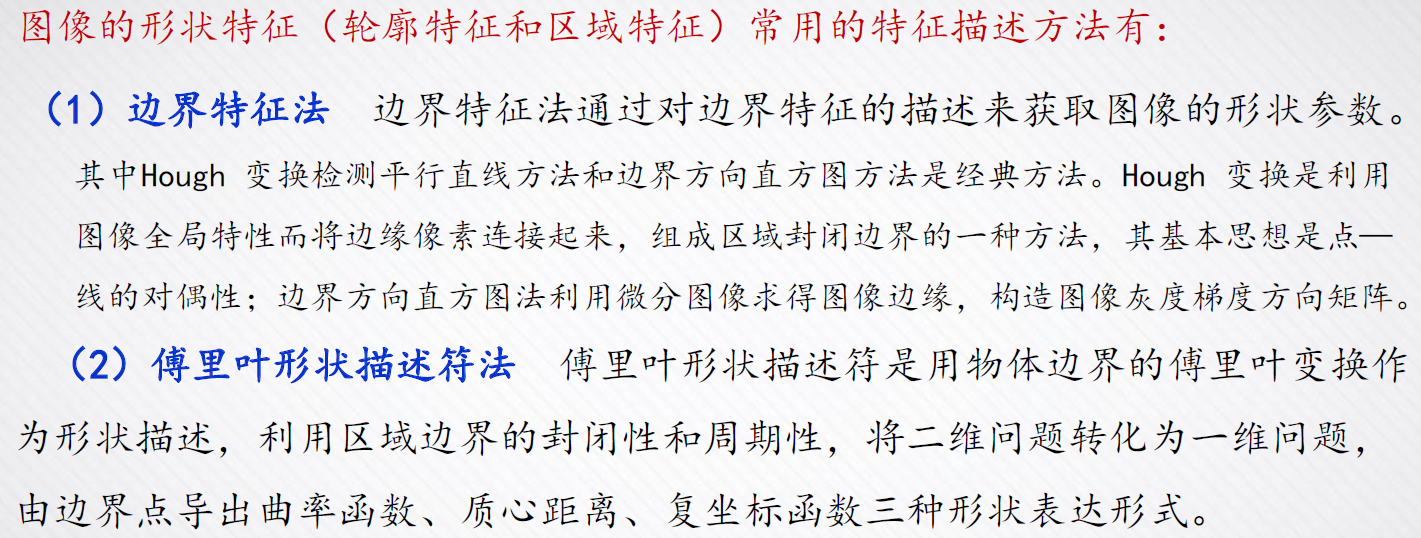 图像的形状特征（轮廓特征和区域特征）常用的特征描述方法有：
（1）边界特征法 边界特征法通过对边界特征的描述来获取图像的形状参数。
其中Hough 变换检测平行直线方法和边界方向直方图方法是经典方法。Hough 变换是利用
图像全局特性而将边缘像素连接起来，组成区域封闭边界的一种方法，其基本思想是点—
线的对偶性；边界方向直方图法利用微分图像求得图像边缘，构造图像灰度梯度方向矩阵。
（2）傅里叶形状描述符法 傅里叶形状描述符是用物体边界的傅里叶变换作
为形状描述，利用区域边界的封闭性和周期性，将二维问题转化为一维问题，
由边界点导出曲率函数、质心距离、复坐标函数三种形状表达形式。